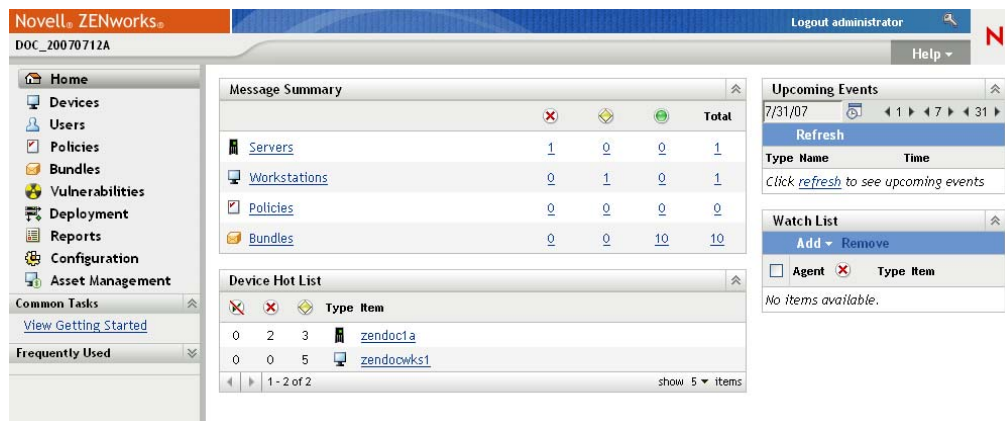 Novell® ZENworks®
Logout administrator
DOC_20070712A
Help
N
Home
Devices
Users
Policies
Bundles
Vulnerabilities
Deployment
Reports
Configuration
Asset Management
Common Tasks
View Getting Started
Frequently Used
Message Summary
Total
Servers 1 0 0 1
Workstations 0 1 0 1
Policies 0 0 0 0
Bundles 0 0 10 10
Device Hot List
Type Item
0 2 3 zendoc1a
0 0 5 zendocwks1
1 - 2 of 2 show 5 items
Upcoming Events
7/31/07 1 7 31
Refresh
Type Name Time
Click refresh to see upcoming events
Watch List
Add Remove
Agent Type Item
No items available.